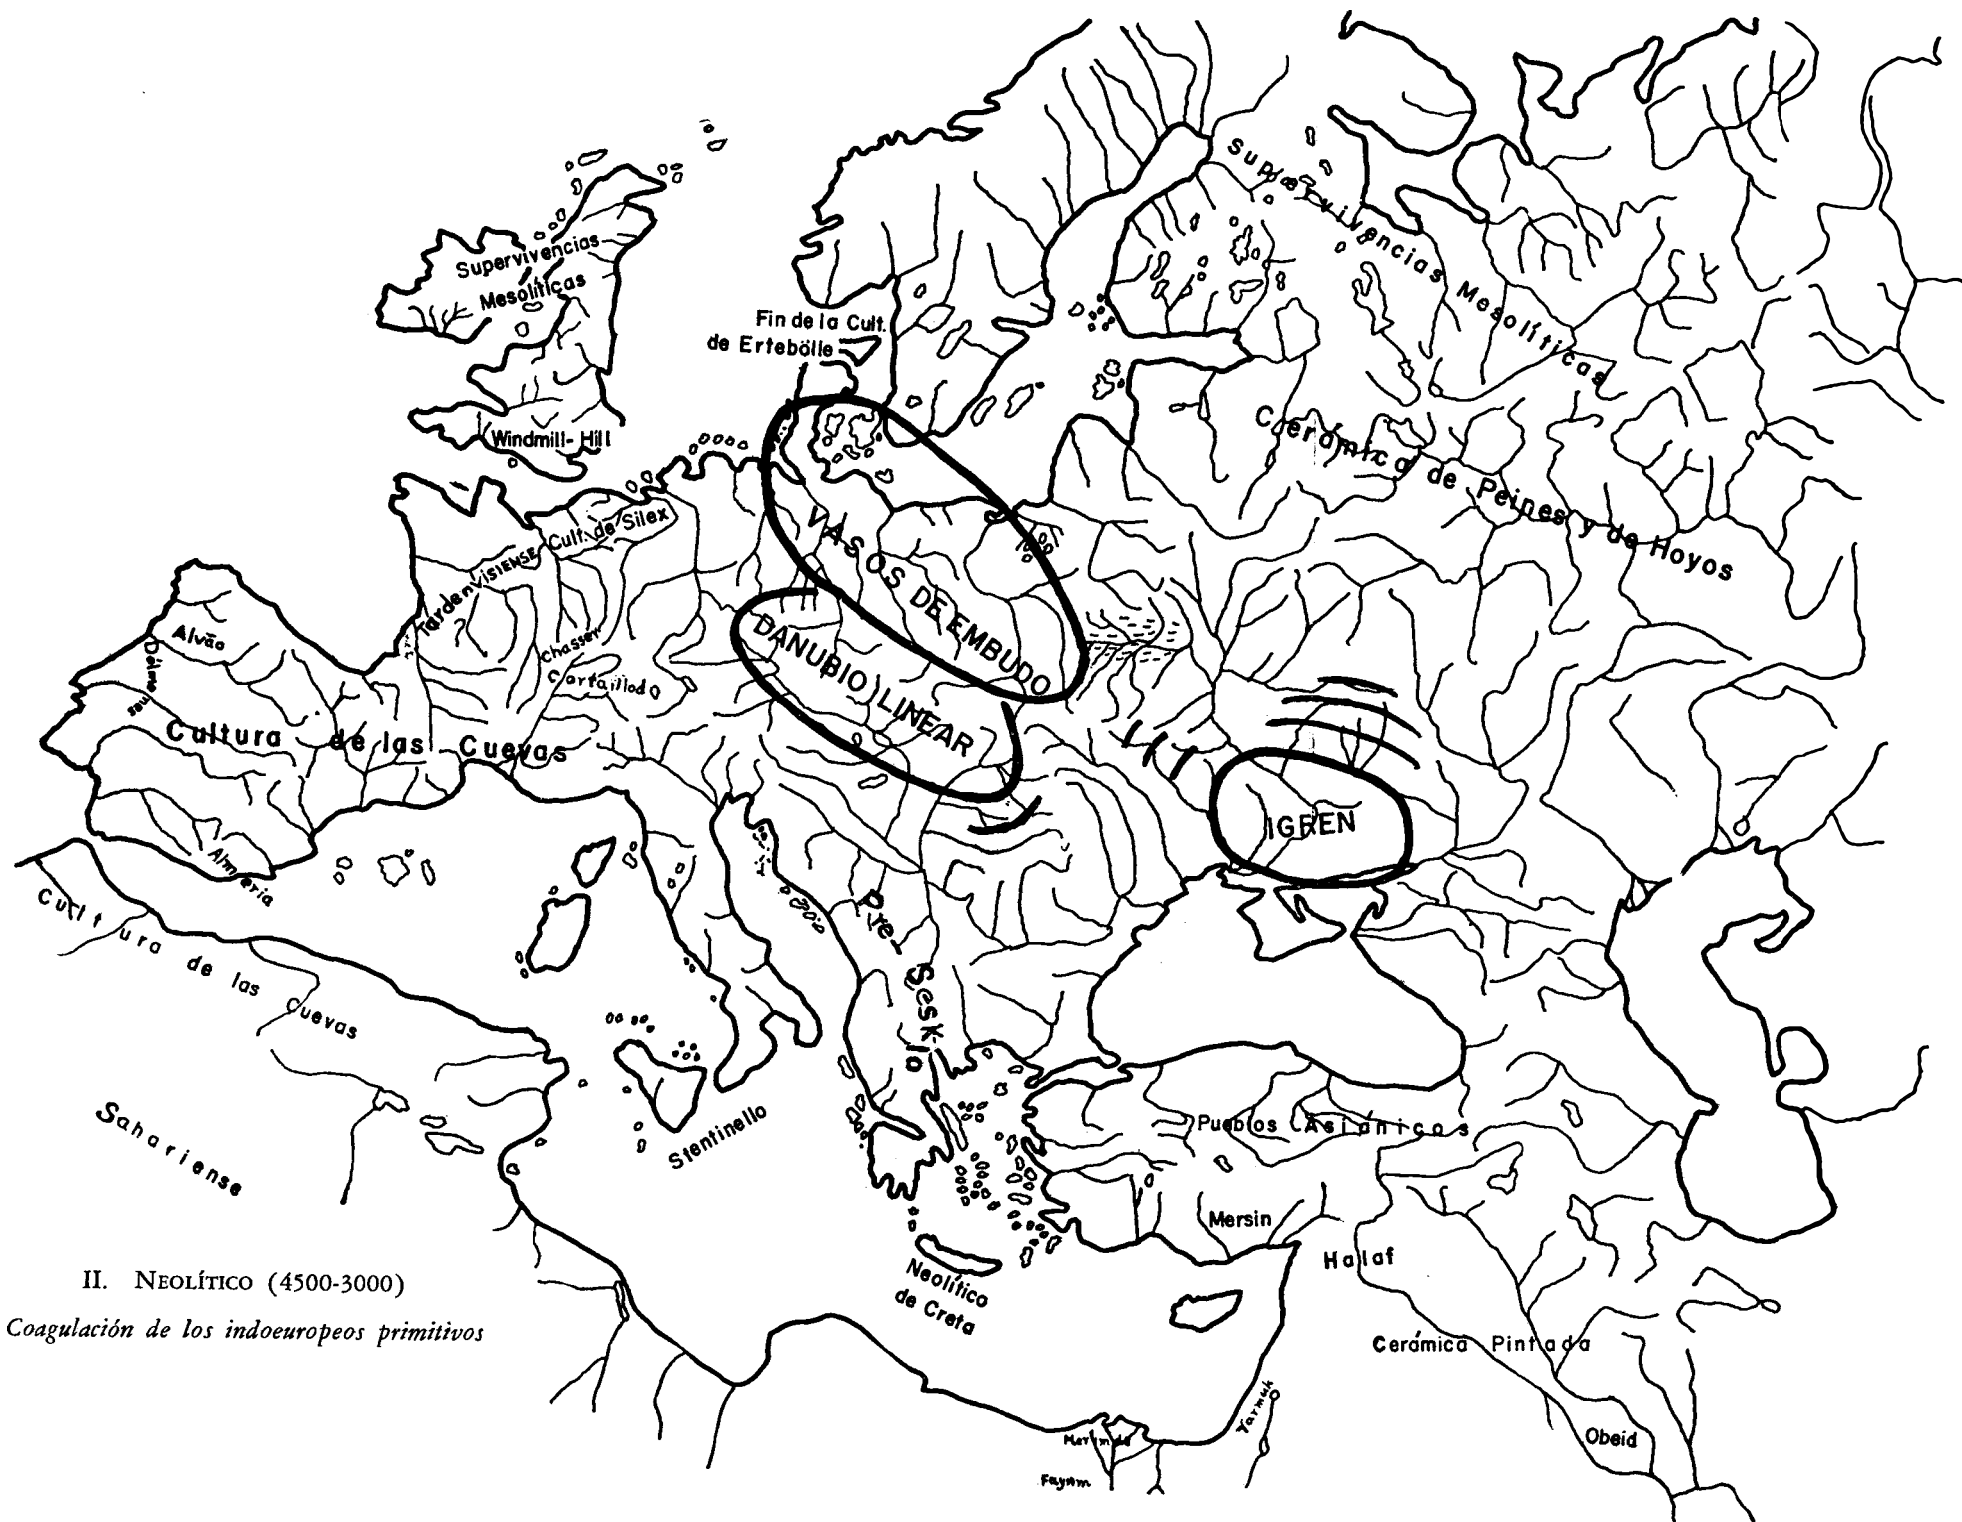 Supervivencias
Mesolíticas
Supervivencias Mesolíticas
Fin de la Cult.
de Ertebölle
Windmill-Hill
Cerámica de Peines y de Hoyos
Cult. de Silex
Tardenvisiense
VASOS DE EMBUDO
DANUBIO) LINEAR
Alvão
Chassey
Cortaillodo
Cultura de las Cuevas
IGREN
Almería
Cultura de las Cuevas
Pre-Sesklo
Sahariense
Stentinello
Pueblos Asiánicos
Mersin
Halaf
Neolítico
de Creta
II. NEOLÍTICO (4500-3000)
Coagulación de los indoeuropeos primitivos
Cerámica Pintada
Yarmuk
Obeid
Merimde
Fayum